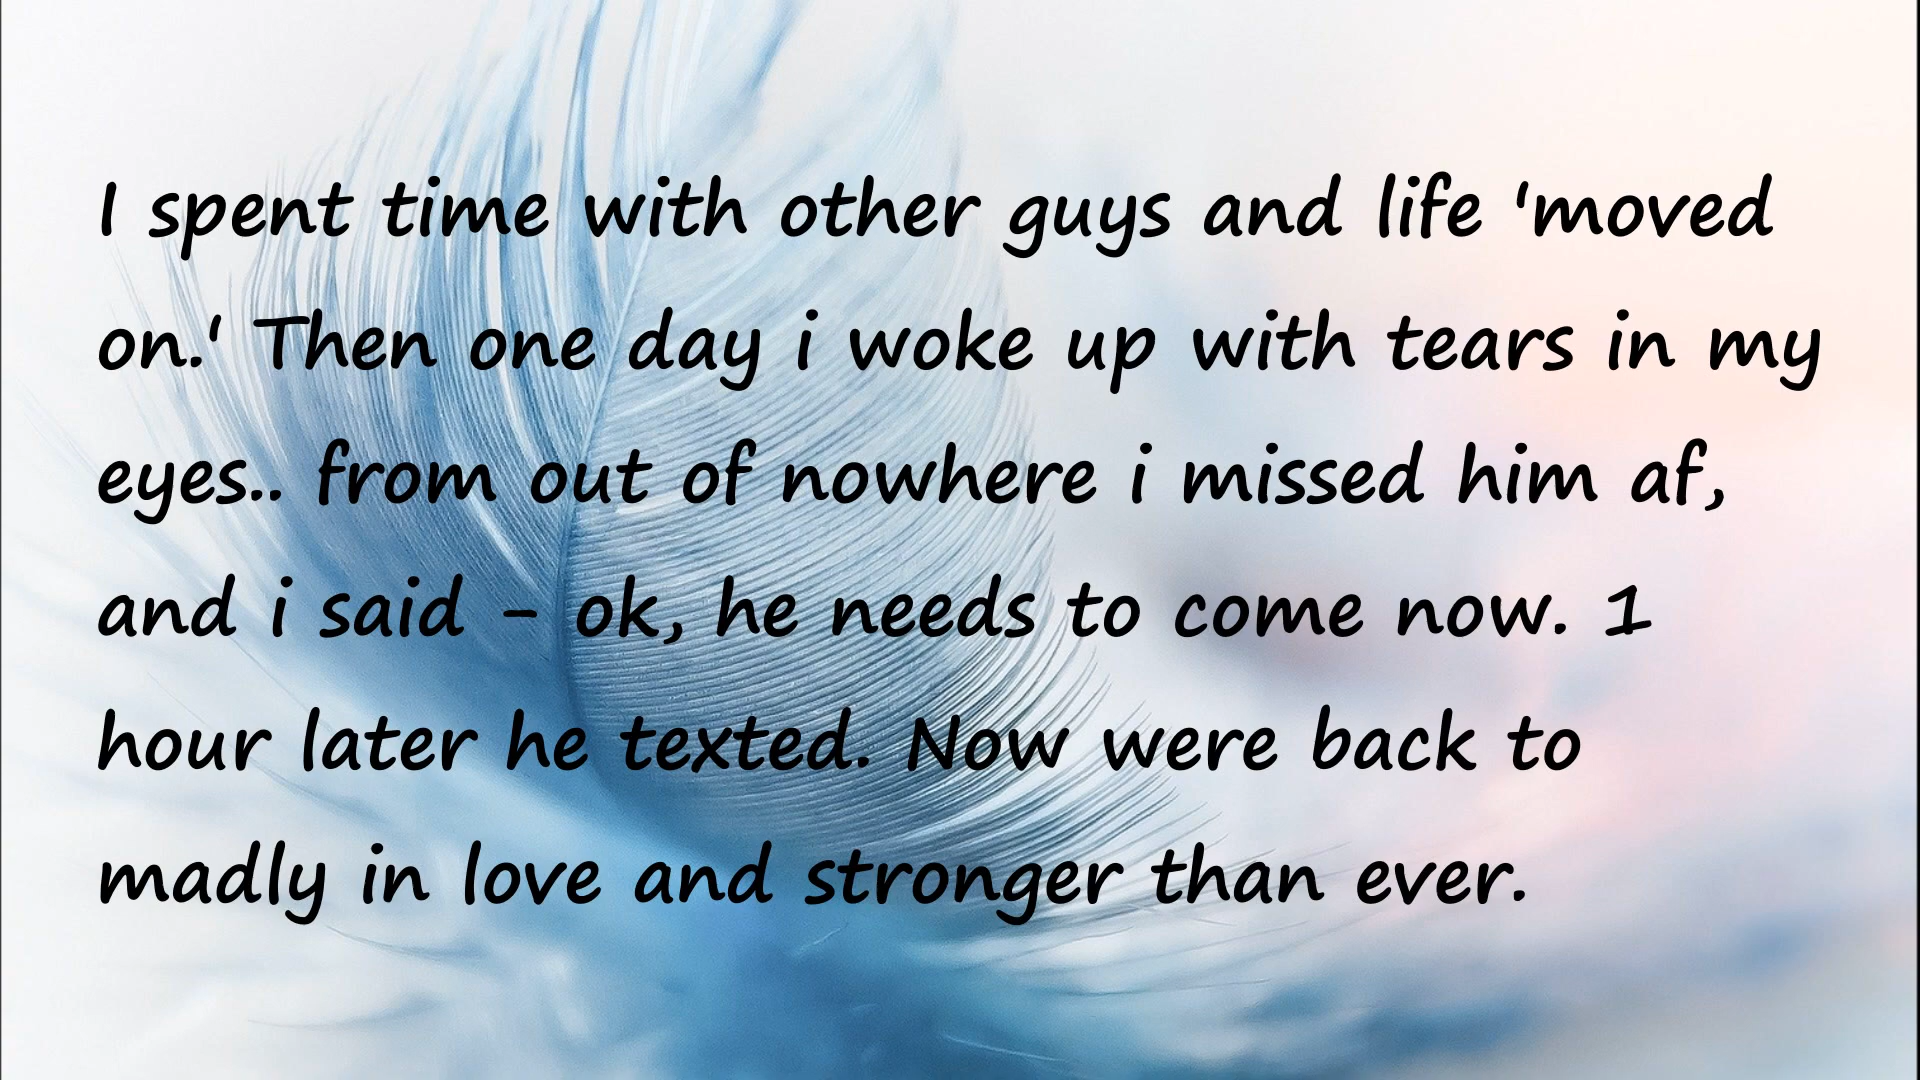 I spent time with other guys and life 'moved
on.' Then one day i woke up with tears in my
eyes.. from out of nowhere i missed him af,
and i said - ok, he needs to come now. 1
hour later he texted. Now were back to
madly in love and stronger than ever.